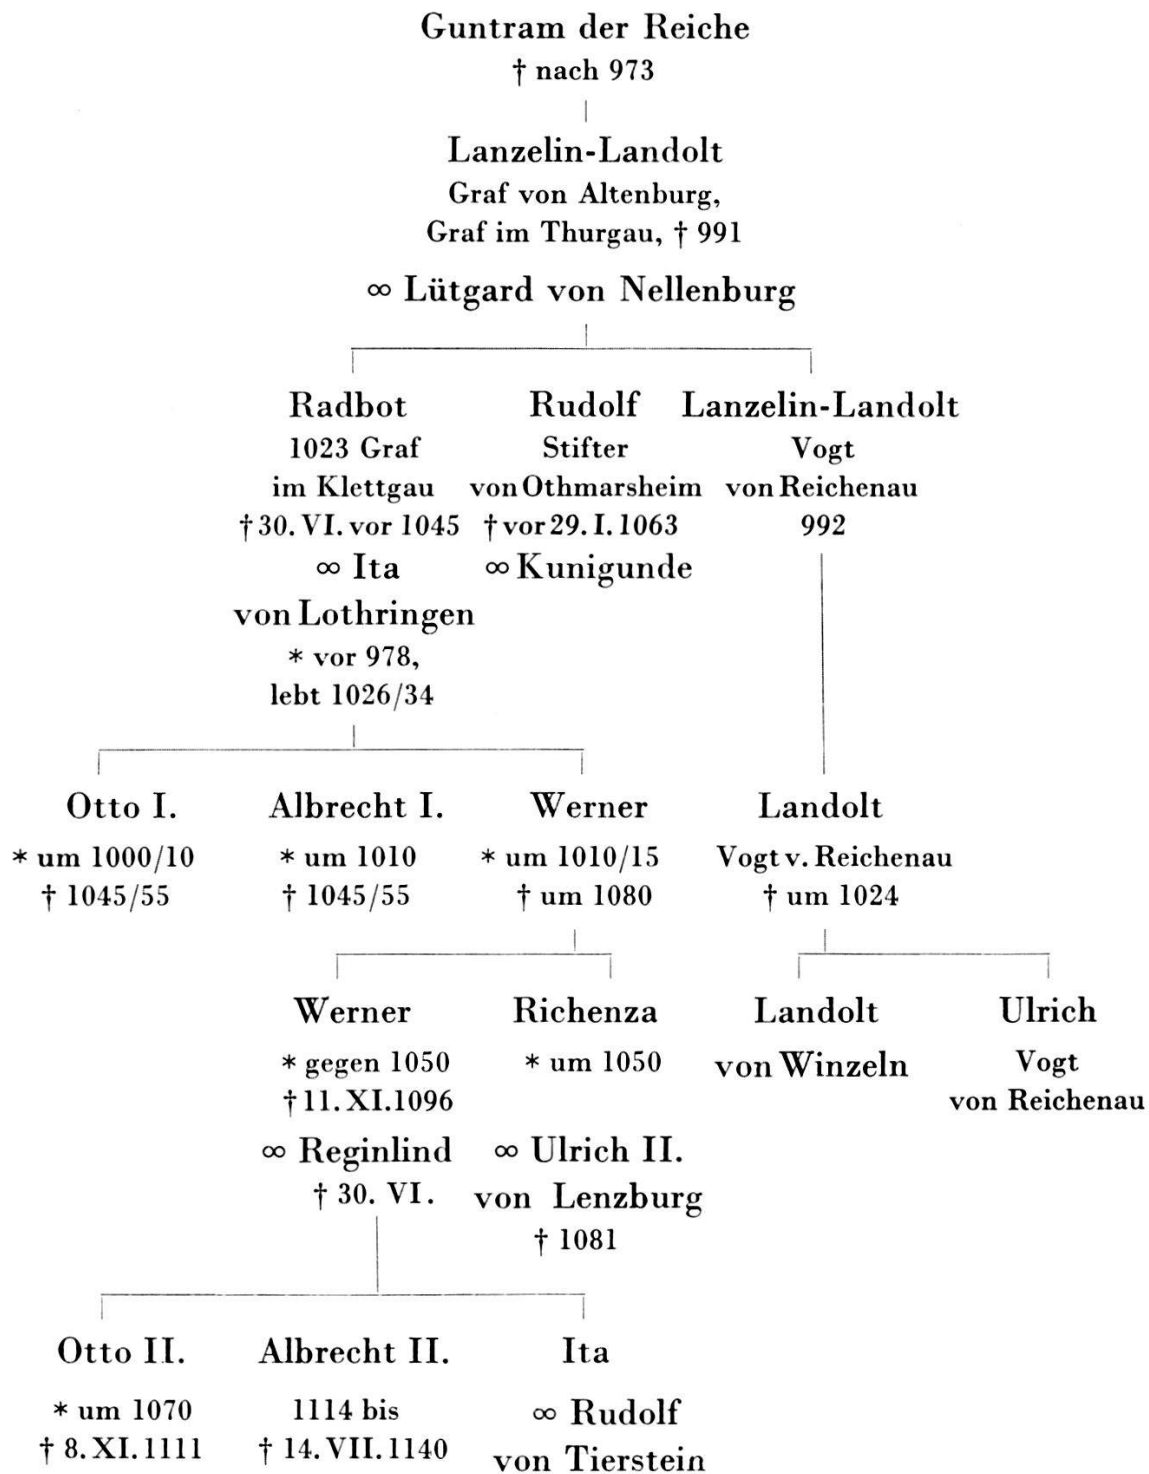 Guntram der Reiche
† nach 973
Lanzelin-Landolt
Graf von Altenburg,
Graf im Thurgau, † 991
∞ Lütgard von Nellenburg
Radbot
1023 Graf
im Klettgau
† 30. VI. vor 1045
∞ Ita
von Lothringen
* vor 978,
lebt 1026/34
Rudolf
Stifter
von Othmarsheim
† vor 29. I. 1063
∞ Kunigunde
Lanzelin-Landolt
Vogt
von Reichenau
992
Otto I.
* um 1000/10
† 1045/55
Albrecht I.
* um 1010
† 1045/55
Werner
* um 1010/15
† um 1080
Landolt
Vogt v. Reichenau
† um 1024
Werner
* gegen 1050
† 11. XI. 1096
∞ Reginlind
† 30. VI.
Richenza
* um 1050
∞ Ulrich II.
von Lenzburg
† 1081
Landolt
von Winzeln
Ulrich
Vogt
von Reichenau
Otto II.
* um 1070
† 8. XI. 1111
Albrecht II.
1114 bis
† 14. VII. 1140
Ita
∞ Rudolf
von Tierstein